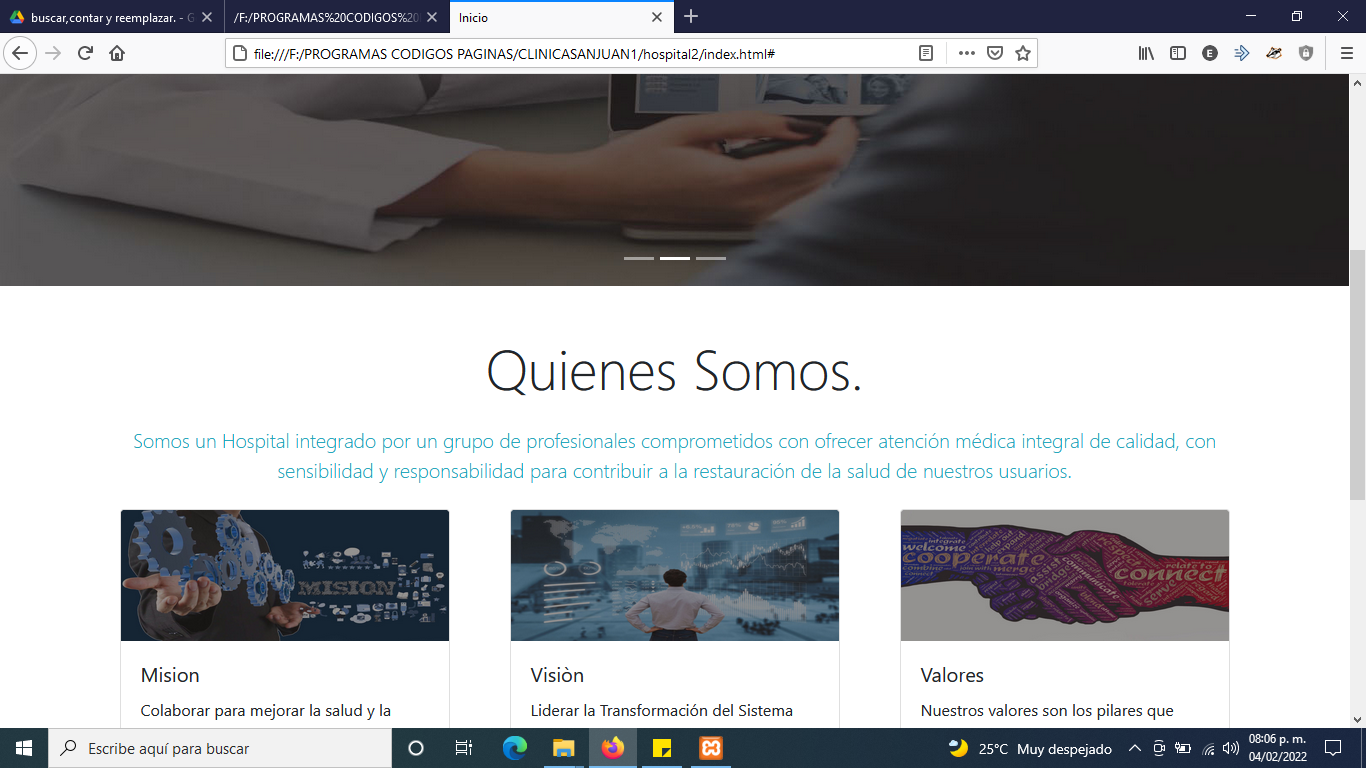 buscar,contar y reemplazar. - G
/F:/PROGRAMAS%20CODIGOS%20
Inicio
file:///F:/PROGRAMAS CODIGOS PAGINAS/CLINICASANJUAN1/hospital2/index.html#
Quienes Somos.
Somos un Hospital integrado por un grupo de profesionales comprometidos con ofrecer atención médica integral de calidad, con
sensibilidad y responsabilidad para contribuir a la restauración de la salud de nuestros usuarios.
MISION
welcome
cooperate
connect
Mision
Colaborar para mejorar la salud y la
Visiòn
Liderar la Transformación del Sistema
Valores
Nuestros valores son los pilares que
Escribe aquí para buscar
25°C Muy despejado
08:06 p. m.
04/02/2022